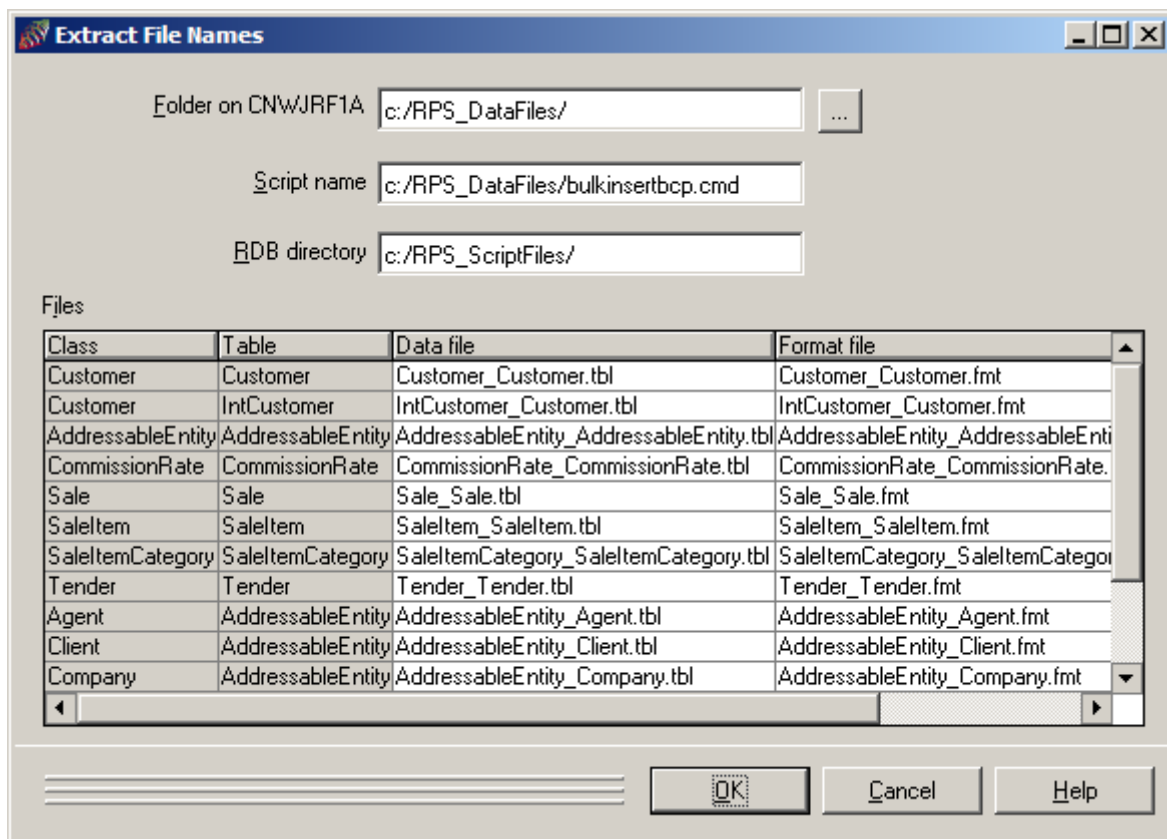 Extract File Names
Folder on CNWJRF1A c:/RPS_DataFiles/ ...
Script name c:/RPS_DataFiles/bulkinsertbcp.cmd
RDB directory c:/RPS_ScriptFiles/
Files
Class Table Data file Format file
Customer Customer Customer_Customer.tbl Customer_Customer.fmt
Customer IntCustomer IntCustomer_Customer.tbl IntCustomer_Customer.fmt
AddressableEntity AddressableEntity AddressableEntity_AddressableEntity.tbl AddressableEntity_AddressableEnti
CommissionRate CommissionRate CommissionRate_CommissionRate.tbl CommissionRate_CommissionRate.
Sale Sale Sale_Sale.tbl Sale_Sale.fmt
SaleItem SaleItem SaleItem_SaleItem.tbl SaleItem_SaleItem.fmt
SaleItemCategory SaleItemCategory SaleItemCategory_SaleItemCategory.tbl SaleItemCategory_SaleItemCategor
Tender Tender Tender_Tender.tbl Tender_Tender.fmt
Agent AddressableEntity AddressableEntity_Agent.tbl AddressableEntity_Agent.fmt
Client AddressableEntity AddressableEntity_Client.tbl AddressableEntity_Client.fmt
Company AddressableEntity AddressableEntity_Company.tbl AddressableEntity_Company.fmt
OK Cancel Help